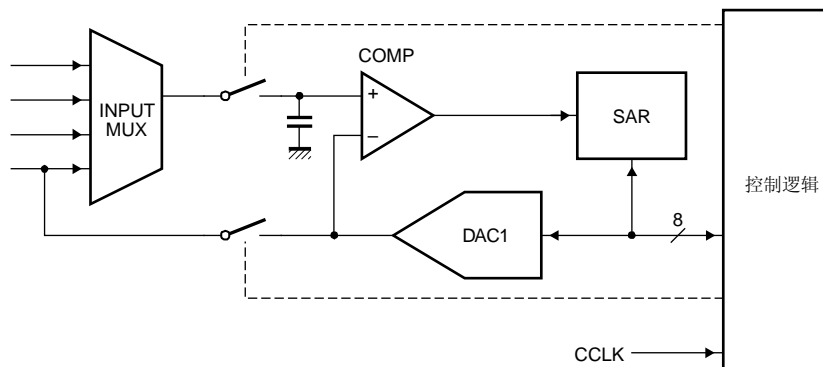 COMP
+
INPUT
MUX
–
SAR
控制逻辑
DAC1
8
CCLK